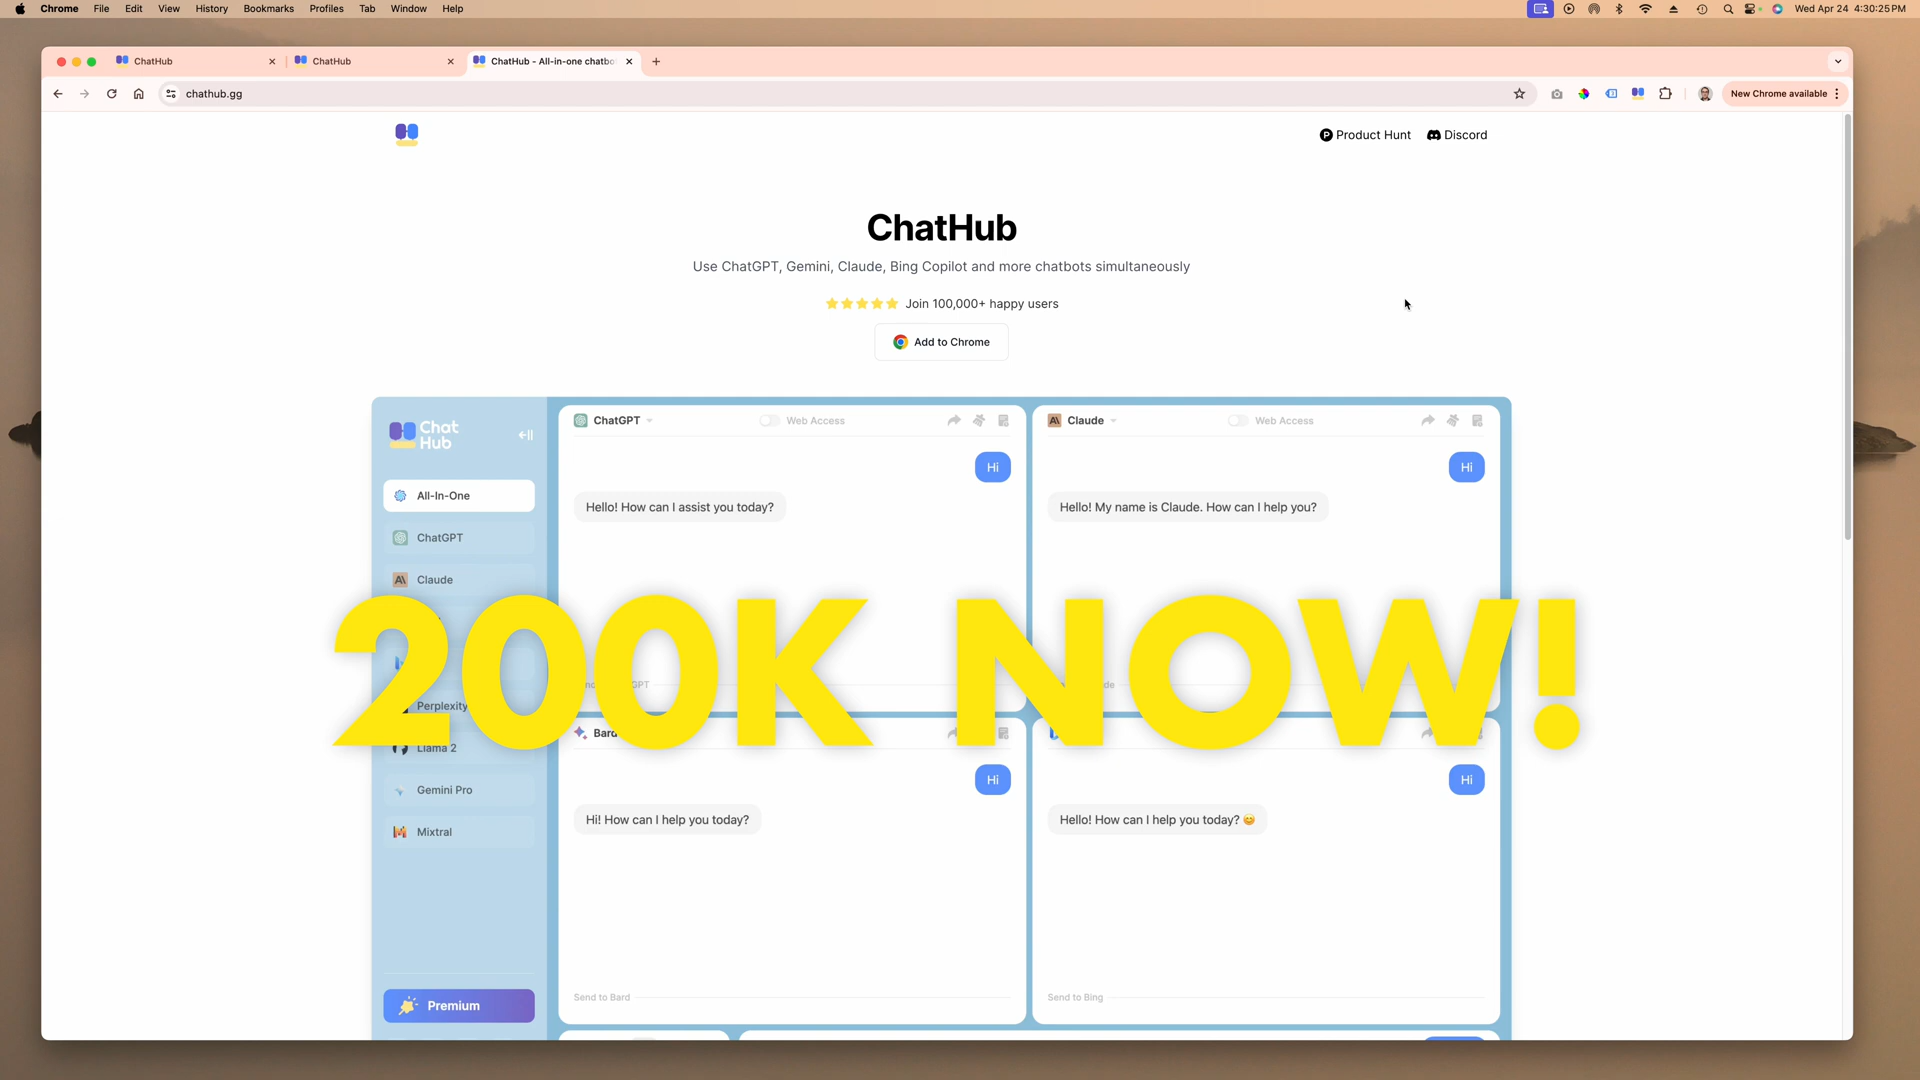 Chrome File Edit View History Bookmarks Profiles Tab Window Help Wed Apr 24 4:30:25 PM
ChatHub ChatHub ChatHub - All-in-one chatbo
chathub.gg New Chrome available
Product Hunt Discord
ChatHub
Use ChatGPT, Gemini, Claude, Bing Copilot and more chatbots simultaneously
Join 100,000+ happy users
Add to Chrome
Chat
Hub
All-In-One
ChatGPT
Claude
Perplexity
Llama 2
Gemini Pro
Mixtral
Premium
ChatGPT Web Access
Hi
Hello! How can I assist you today?
Claude Web Access
Hi
Hello! My name is Claude. How can I help you?
200K NOW!
Bard
Hi
Hi! How can I help you today?
Send to Bard
Hi
Hello! How can I help you today? 😊
Send to Bing